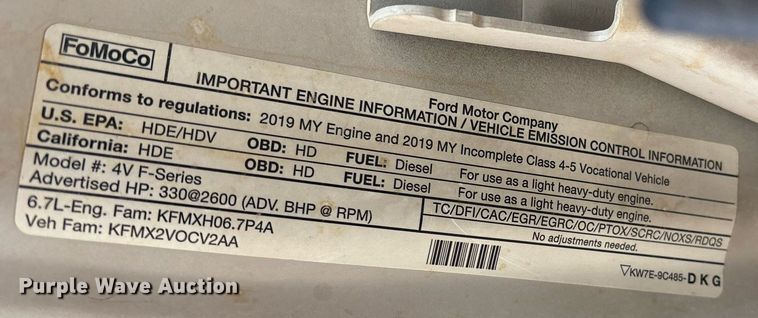 FoMoCo
Ford Motor Company
IMPORTANT ENGINE INFORMATION / VEHICLE EMISSION CONTROL INFORMATION
Conforms to regulations: 2019 MY Engine and 2019 MY Incomplete Class 4-5 Vocational Vehicle
U.S. EPA: HDE/HDV OBD: HD FUEL: Diesel For use as a light heavy-duty engine.
California: HDE OBD: HD FUEL: Diesel For use as a light heavy-duty engine.
Model #: 4V F-Series
Advertised HP: 330@2600 (ADV. BHP @ RPM)
TC/DFI/CAC/EGR/EGRC/OC/PTOX/SCRC/NOXS/RDQS
6.7L-Eng. Fam: KFMXH06.7P4A
No adjustments needed.
Veh Fam: KFMX2VOCV2AA
▽KW7E-9C485-DKG
Purple Wave Auction